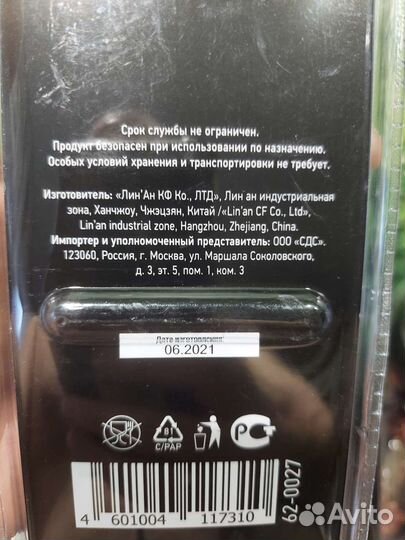 Срок службы не ограничен.
Продукт безопасен при использовании по назначению.
Особых условий хранения и транспортировки не требует.
Изготовитель: «Лин'Ан КФ Ко., ЛТД», Лин'ан индустриальная
зона, Ханчжоу, Чжэцзян, Китай /«Lin'an CF Co., Ltd»,
Lin'an industrial zone, Hangzhou, Zhejiang, China.
Импортер и уполномоченный представитель: ООО «СДС».
123060, Россия, г. Москва, ул. Маршала Соколовского,
д. 3, эт. 5, пом. 1, ком. 3
Дата изготовления:
06.2021
81
C/PAP
РСТ
62-0027
4 601004 117310
Avito